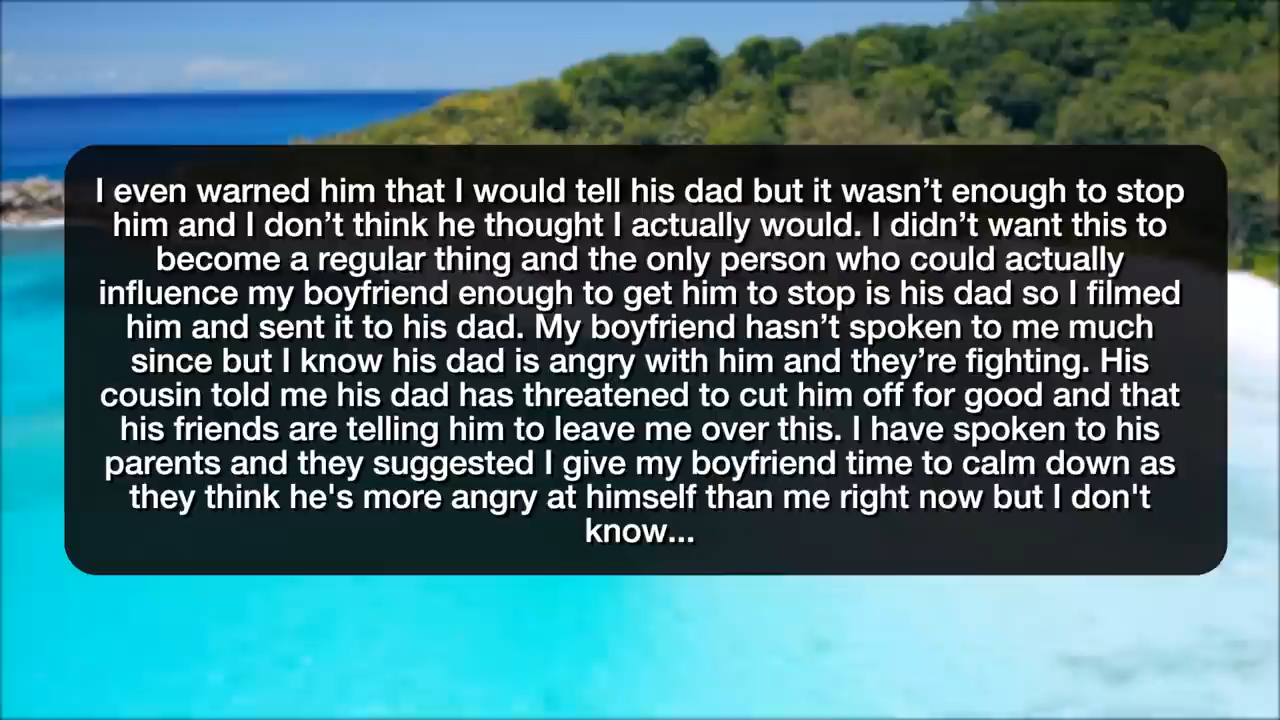 I even warned him that I would tell his dad but it wasn’t enough to stop
him and I don’t think he thought I actually would. I didn’t want this to
become a regular thing and the only person who could actually
influence my boyfriend enough to get him to stop is his dad so I filmed
him and sent it to his dad. My boyfriend hasn’t spoken to me much
since but I know his dad is angry with him and they’re fighting. His
cousin told me his dad has threatened to cut him off for good and that
his friends are telling him to leave me over this. I have spoken to his
parents and they suggested I give my boyfriend time to calm down as
they think he's more angry at himself than me right now but I don't
know...